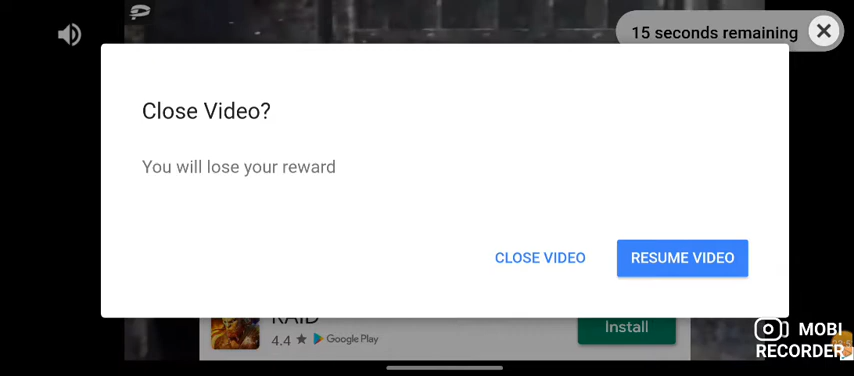 15 seconds remaining
Close Video?
You will lose your reward
CLOSE VIDEO
RESUME VIDEO
RAID
4.4 ★ Google Play
Install
MOBI
RECORDER